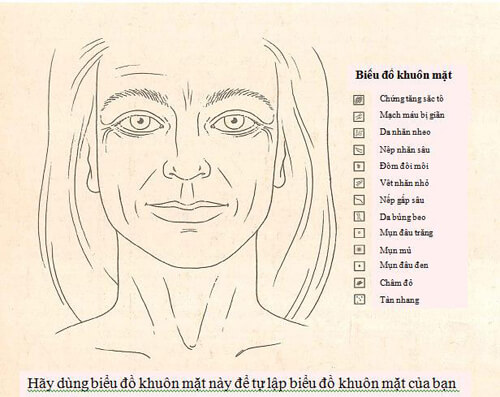 Biểu đồ khuôn mặt
Chứng tăng sắc tố
Mạch máu bị giãn
Da nhăn nheo
Nếp nhăn sâu
Đốm đồi mồi
Vết nhăn nhỏ
Nếp gấp sâu
Da bủng beo
Mụn đầu trắng
Mụn mủ
Mụn đầu đen
Chấm đỏ
Tàn nhang
Hãy dùng biểu đồ khuôn mặt này để tự lập biểu đồ khuôn mặt của bạn